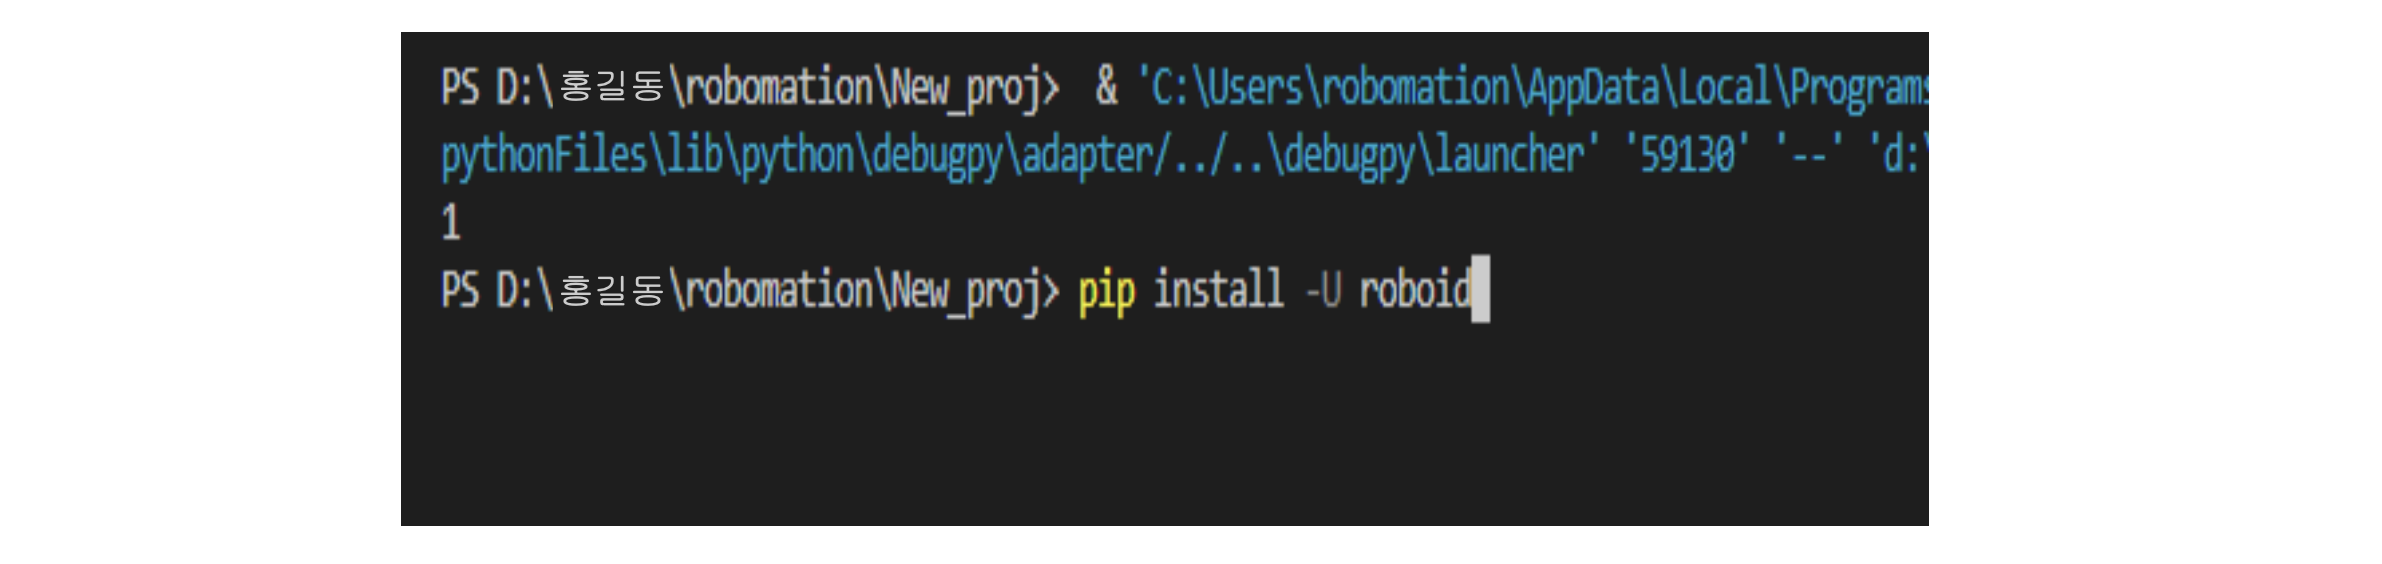 PS D:\홍길동\robomation\New_proj>  & 'C:\Users\robomation\AppData\Local\Programs
pythonFiles\lib\python\debugpy\adapter/../..\debugpy\launcher' '59130' '--' 'd:\
1
PS D:\홍길동\robomation\New_proj> pip install -U roboid